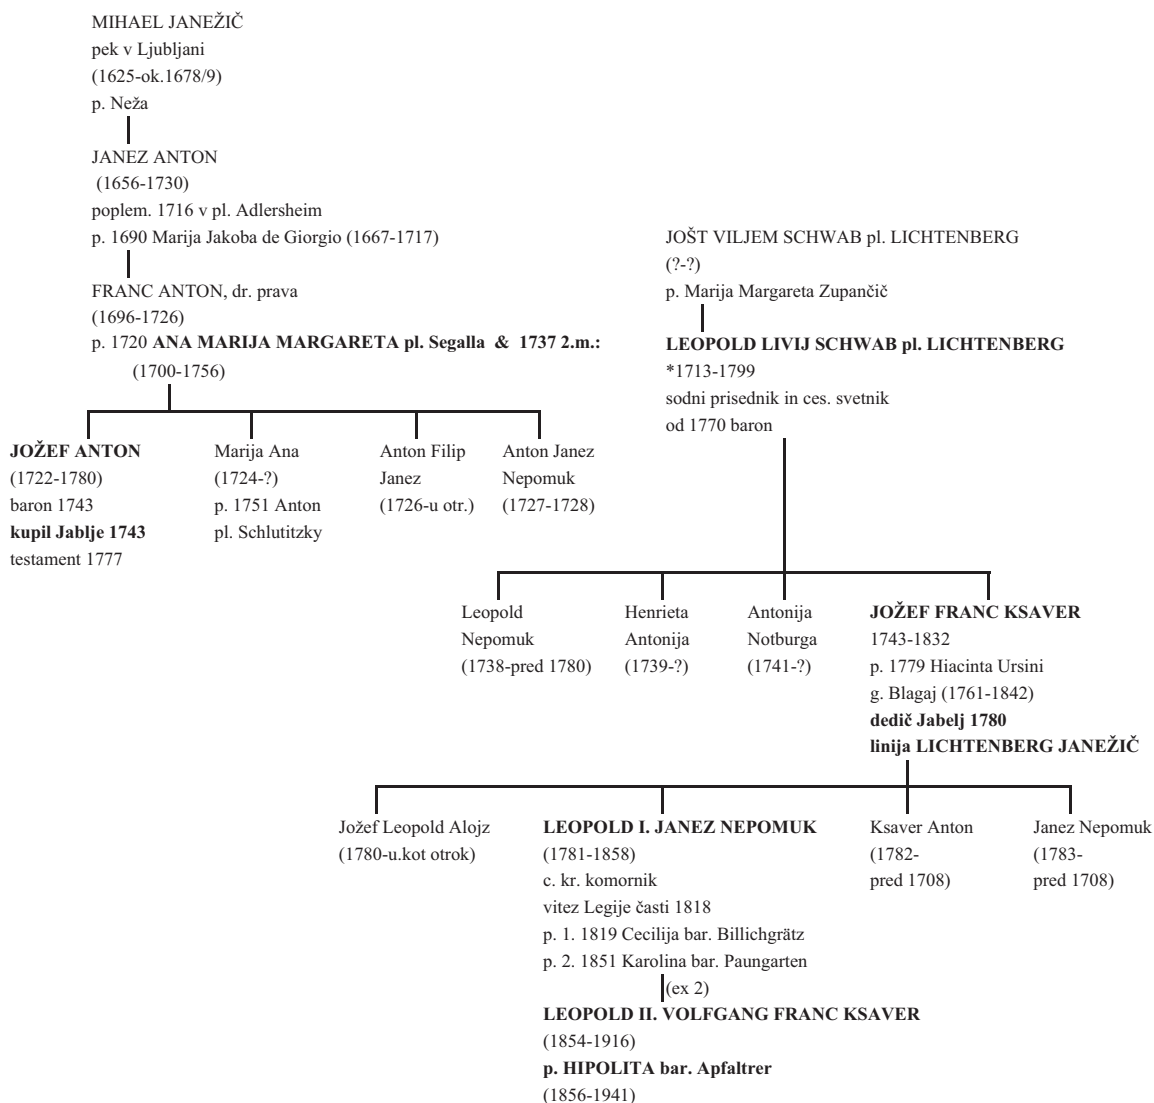 MIHAEL JANEŽIČ
pek v Ljubljani
(1625-ok.1678/9)
p. Neža
JANEZ ANTON
(1656-1730)
poplem. 1716 v pl. Adlersheim
p. 1690 Marija Jakoba de Giorgio (1667-1717)
FRANC ANTON, dr. prava
(1696-1726)
p. 1720 ANA MARIJA MARGARETA pl. Segalla & 1737 2.m.:
(1700-1756)
JOŠT VILJEM SCHWAB pl. LICHTENBERG
(?-?)
p. Marija Margareta Zupančič
LEOPOLD LIVIJ SCHWAB pl. LICHTENBERG
*1713-1799
sodni prisednik in ces. svetnik
od 1770 baron
JOŽEF ANTON
(1722-1780)
baron 1743
kupil Jablje 1743
testament 1777
Marija Ana
(1724-?)
p. 1751 Anton
pl. Schlutitzky
Anton Filip
Janez
(1726-u otr.)
Anton Janez
Nepomuk
(1727-1728)
Leopold
Nepomuk
(1738-pred 1780)
Henrieta
Antonija
(1739-?)
Antonija
Notburga
(1741-?)
JOŽEF FRANC KSAVER
1743-1832
p. 1779 Hiacinta Ursini
g. Blagaj (1761-1842)
dedič Jabelj 1780
linija LICHTENBERG JANEŽIČ
Jožef Leopold Alojz
(1780-u.kot otrok)
LEOPOLD I. JANEZ NEPOMUK
(1781-1858)
c. kr. komornik
vitez Legije časti 1818
p. 1. 1819 Cecilija bar. Billichgrätz
p. 2. 1851 Karolina bar. Paungarten
(ex 2)
LEOPOLD II. VOLFGANG FRANC KSAVER
(1854-1916)
p. HIPOLITA bar. Apfaltrer
(1856-1941)
Ksaver Anton
(1782-
pred 1708)
Janez Nepomuk
(1783-
pred 1708)